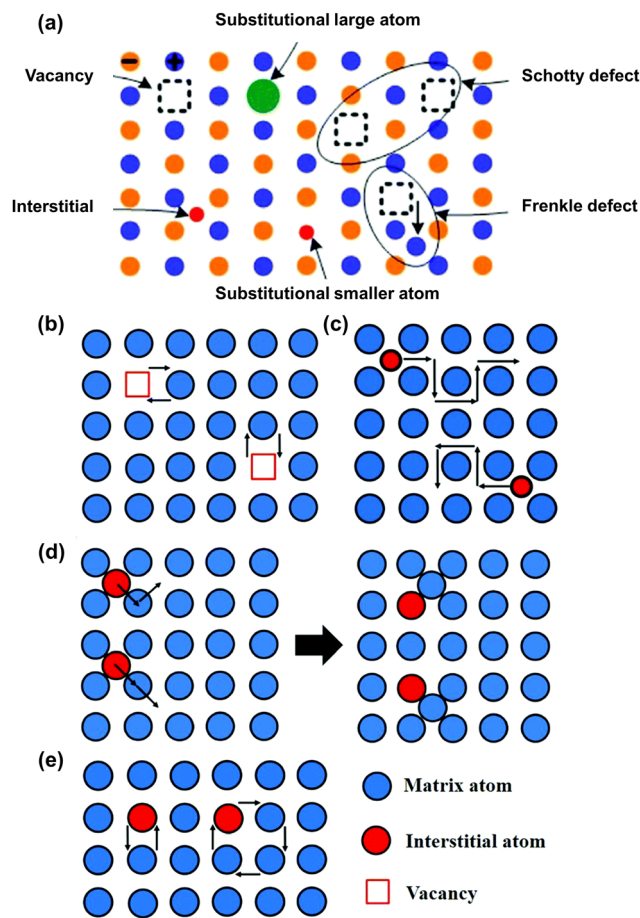 (a)
Substitutional large atom
Vacancy
Schotty defect
Interstitial
Frenkle defect
Substitutional smaller atom
(b)
(c)
(d)
(e)
Matrix atom
Interstitial atom
Vacancy